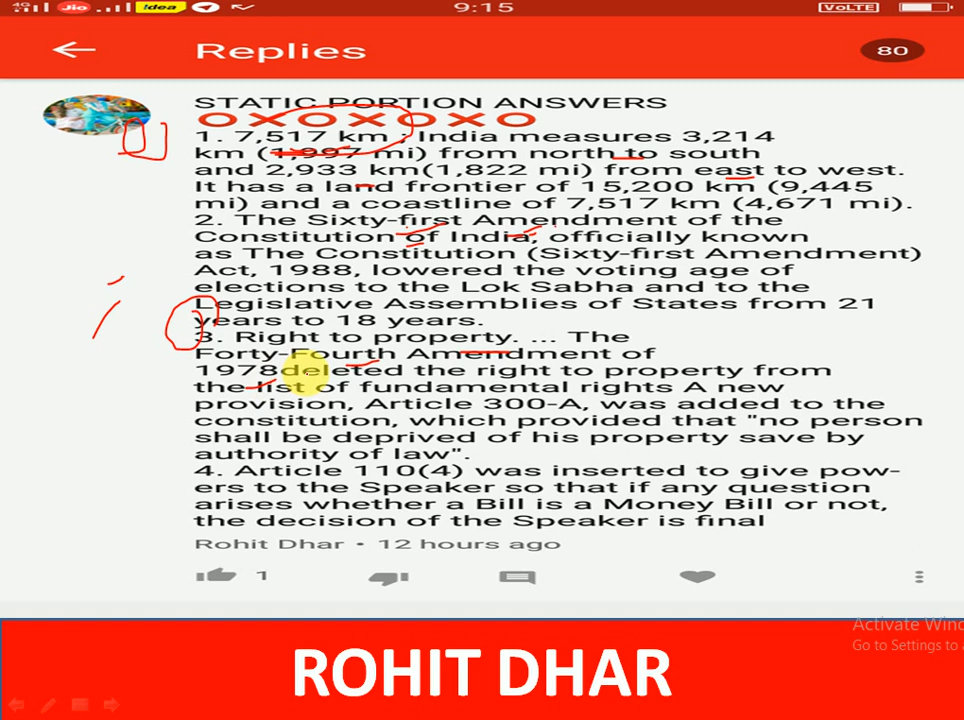 4G Jio idea 9:15 VoLTE
Replies 80
STATIC PORTION ANSWERS
⭕❌⭕❌⭕❌⭕
1. 7,517 km ; India measures 3,214
km (1,997 mi) from north to south
and 2,933 km(1,822 mi) from east to west.
It has a land frontier of 15,200 km (9,445
mi) and a coastline of 7,517 km (4,671 mi).
2. The Sixty-first Amendment of the
Constitution of India, officially known
as The Constitution (Sixty-first Amendment)
Act, 1988, lowered the voting age of
elections to the Lok Sabha and to the
Legislative Assemblies of States from 21
years to 18 years.
3. Right to property. ... The
Forty-Fourth Amendment of
1978deleted the right to property from
the list of fundamental rights A new
provision, Article 300-A, was added to the
constitution, which provided that "no person
shall be deprived of his property save by
authority of law".
4. Article 110(4) was inserted to give pow-
ers to the Speaker so that if any question
arises whether a Bill is a Money Bill or not,
the decision of the Speaker is final
Rohit Dhar • 12 hours ago
1
Activate Wind
Go to Settings to a
ROHIT DHAR